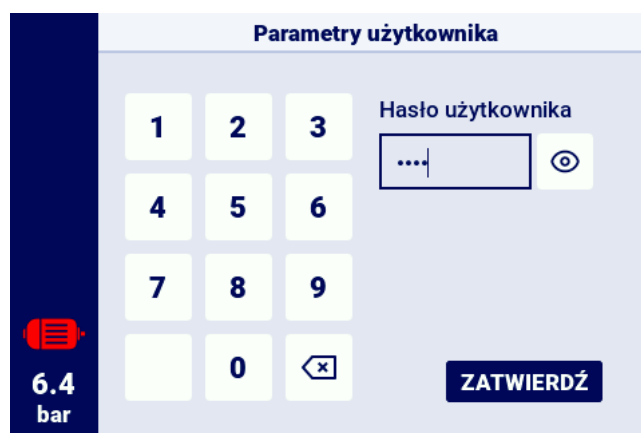 Parametry użytkownika
Hasło użytkownika
1 2 3
••••
4 5 6
7 8 9
0
ZATWIERDŹ
6.4
bar